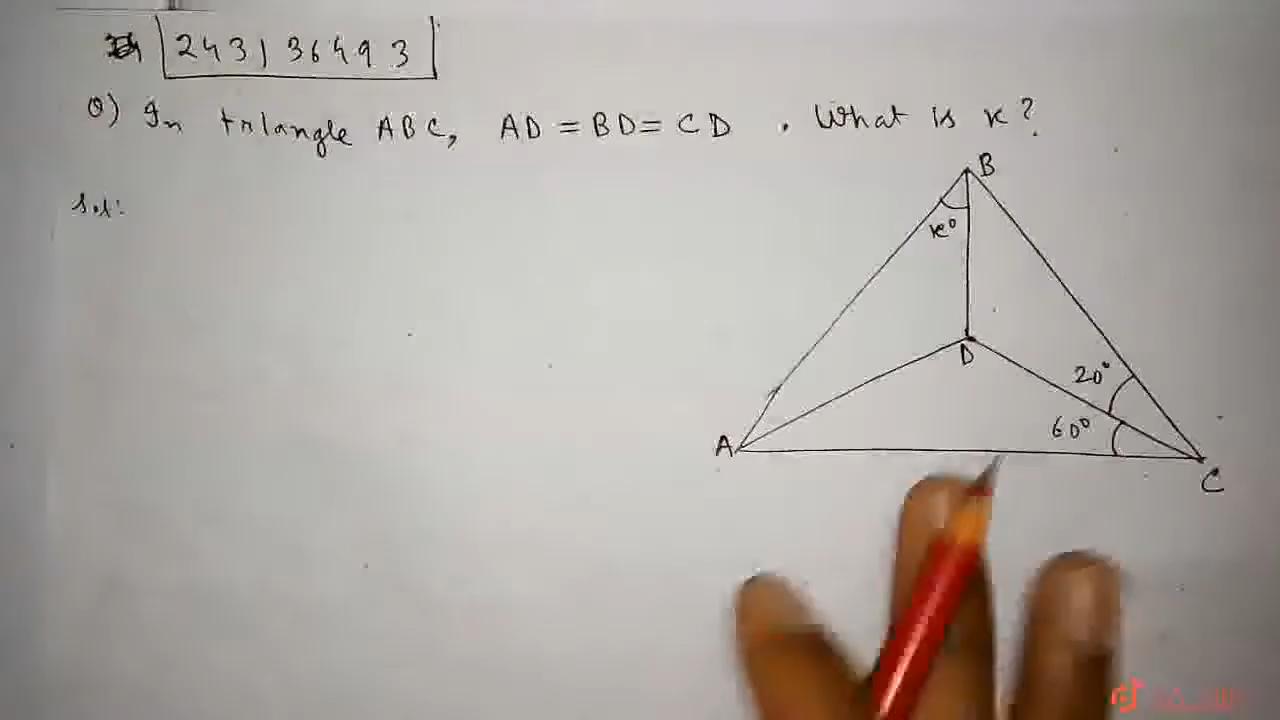 243136493
Q) In triangle ABC, AD = BD = CD . What is x?
Sol:
B
x°
D
20°
60°
A
C